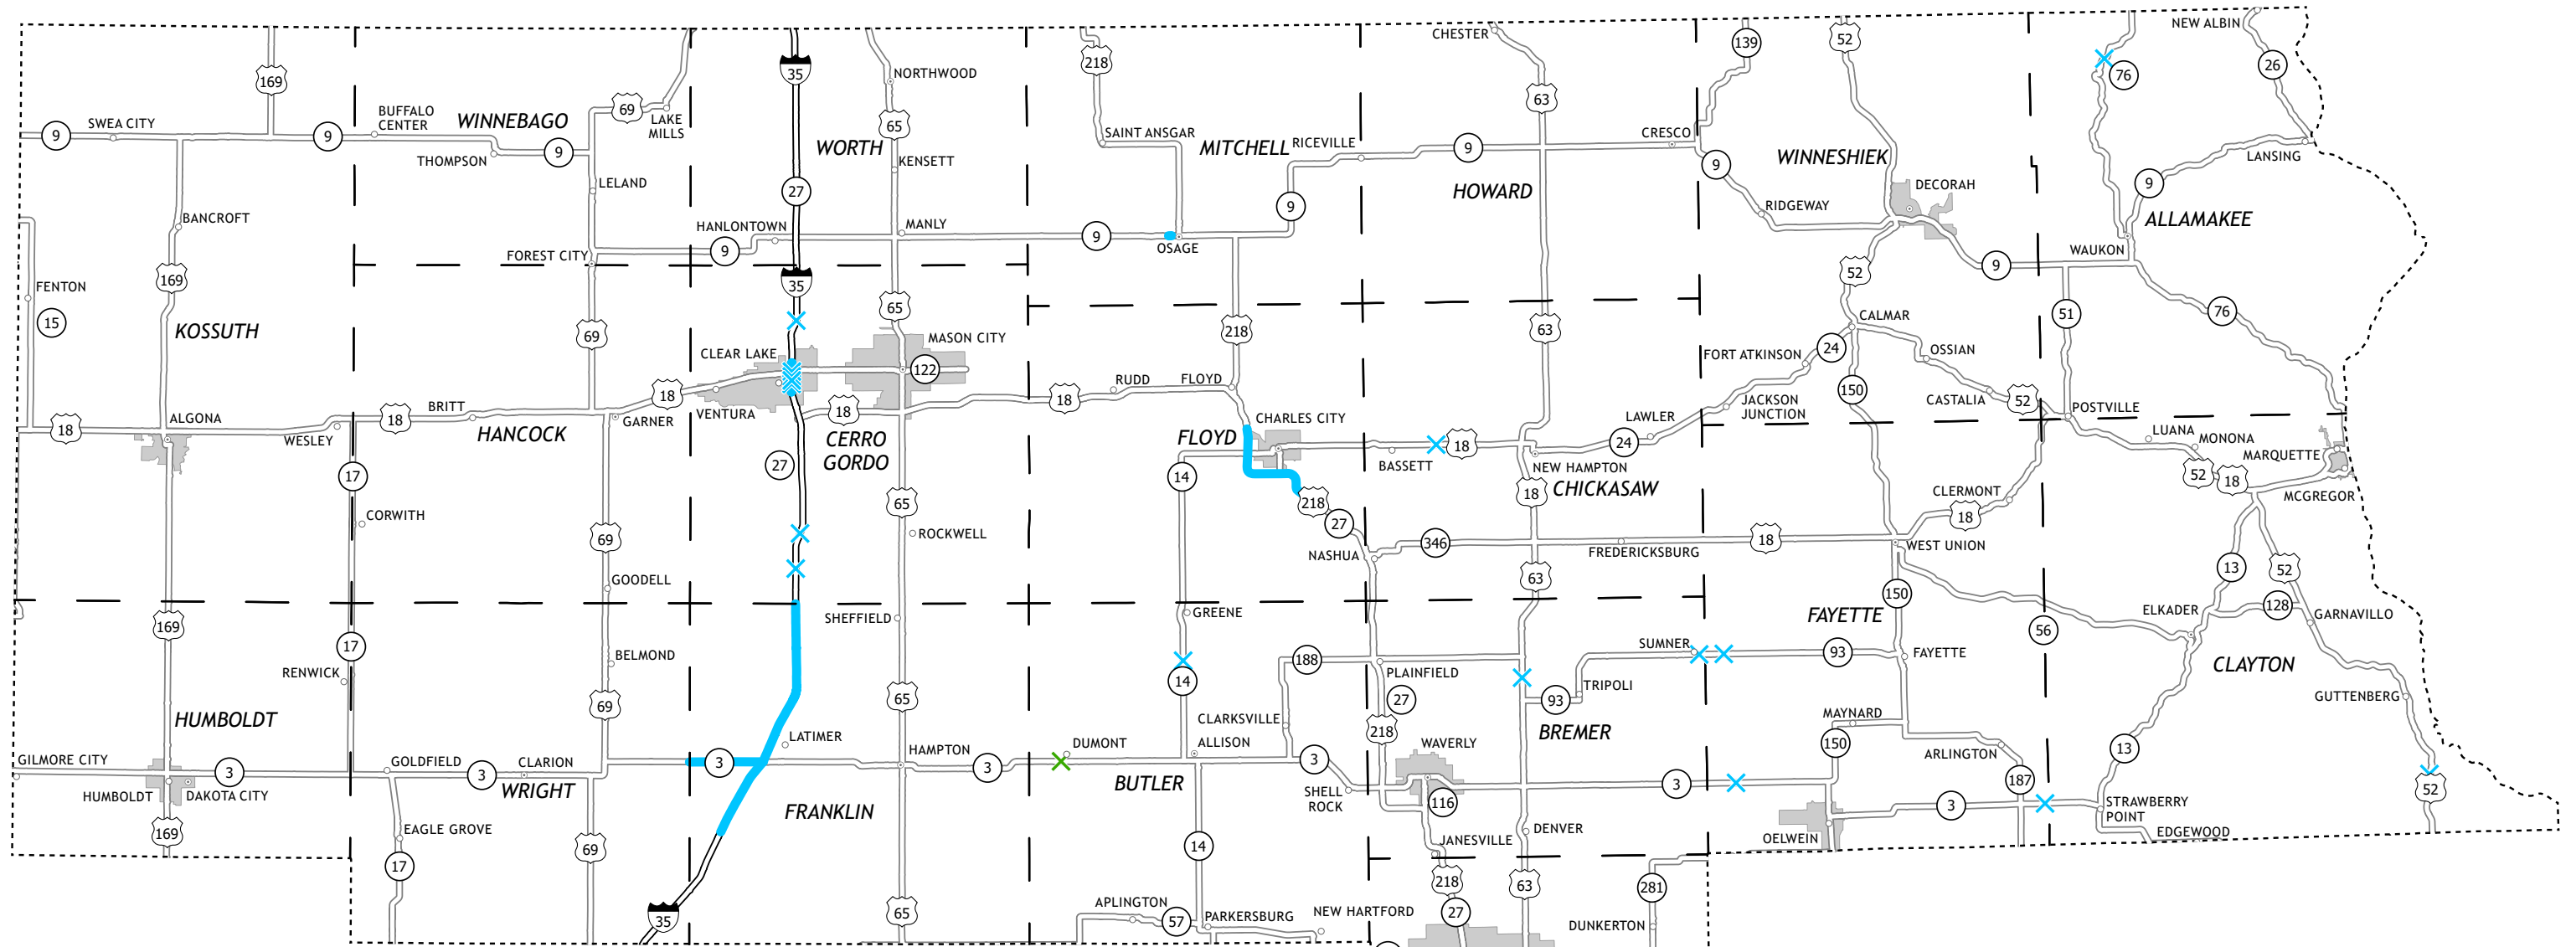 NEW ALBIN
CHESTER
139
52
26
76
169
35
218
NORTHWOOD
63
69
LAKE
MILLS
BUFFALO
CENTER
WINNEBAGO
SWEA CITY
9
9
65
SAINT ANSGAR
MITCHELL
RICEVILLE
9
CRESCO
WORTH
THOMPSON
9
KENSETT
9
WINNESHIEK
LANSING
LELAND
27
HOWARD
DECORAH
9
9
RIDGEWAY
ALLAMAKEE
BANCROFT
HANLONTOWN
MANLY
9
OSAGE
FOREST CITY
9
WAUKON
9
52
169
35
FENTON
15
KOSSUTH
69
65
218
63
CALMAR
51
76
MASON CITY
CLEAR LAKE
122
FORT ATKINSON
24
OSSIAN
RUDD
FLOYD
18
VENTURA
18
18
150
CASTALIA
52
POSTVILLE
JACKSON
JUNCTION
BRITT
18
ALGONA
18
WESLEY
HANCOCK
GARNER
CHARLES CITY
LAWLER
CERRO
GORDO
FLOYD
18
24
LUANA
MONONA
MARQUETTE
BASSETT
27
14
17
NEW HAMPTON
CHICKASAW
18
52
18
MCGREGOR
CLERMONT
218
65
CORWITH
27
18
ROCKWELL
69
NASHUA
346
FREDERICKSBURG
18
WEST UNION
GOODELL
63
13
52
150
GREENE
SHEFFIELD
169
FAYETTE
ELKADER
128
GARNAVILLO
56
17
BELMOND
SUMNER
93
FAYETTE
188
PLAINFIELD
CLAYTON
RENWICK
14
TRIPOLI
93
27
65
69
GUTTENBERG
HUMBOLDT
CLARKSVILLE
218
BREMER
MAYNARD
150
LATIMER
HAMPTON
DUMONT
ALLISON
WAVERLY
ARLINGTON
13
GILMORE CITY
3
GOLDFIELD
3
CLARION
3
3
3
BUTLER
WRIGHT
3
187
52
HUMBOLDT
DAKOTA CITY
SHELL
ROCK
116
3
STRAWBERRY
POINT
FRANKLIN
169
EAGLE GROVE
DENVER
OELWEIN
EDGEWOOD
JANESVILLE
69
14
17
218
63
281
APLINGTON
57
PARKERSBURG
NEW HARTFORD
27
35
65
DUNKERTON